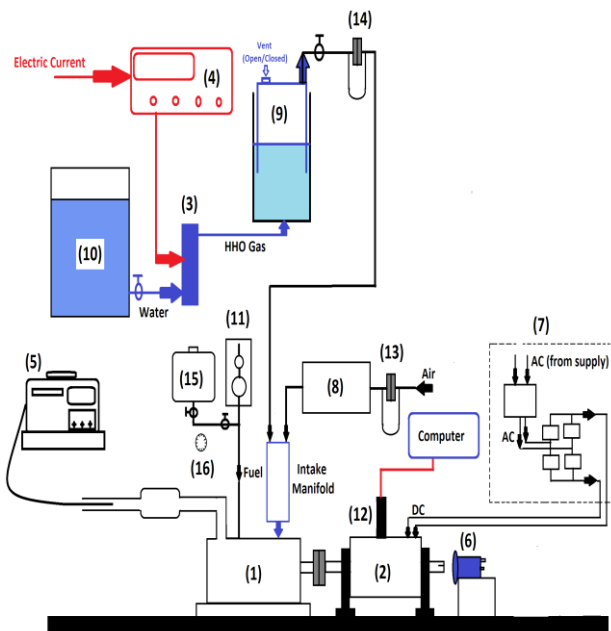 (14)
Vent
(Open/Closed)
Electric Current
(4)
(9)
(3)
(10)
HHO Gas
Water
(7)
(11)
(5)
(13)
AC (from supply)
(15)
(8)
Air
AC
Computer
(16)
Fuel
Intake
Manifold
(12)
DC
(6)
(1)
(2)